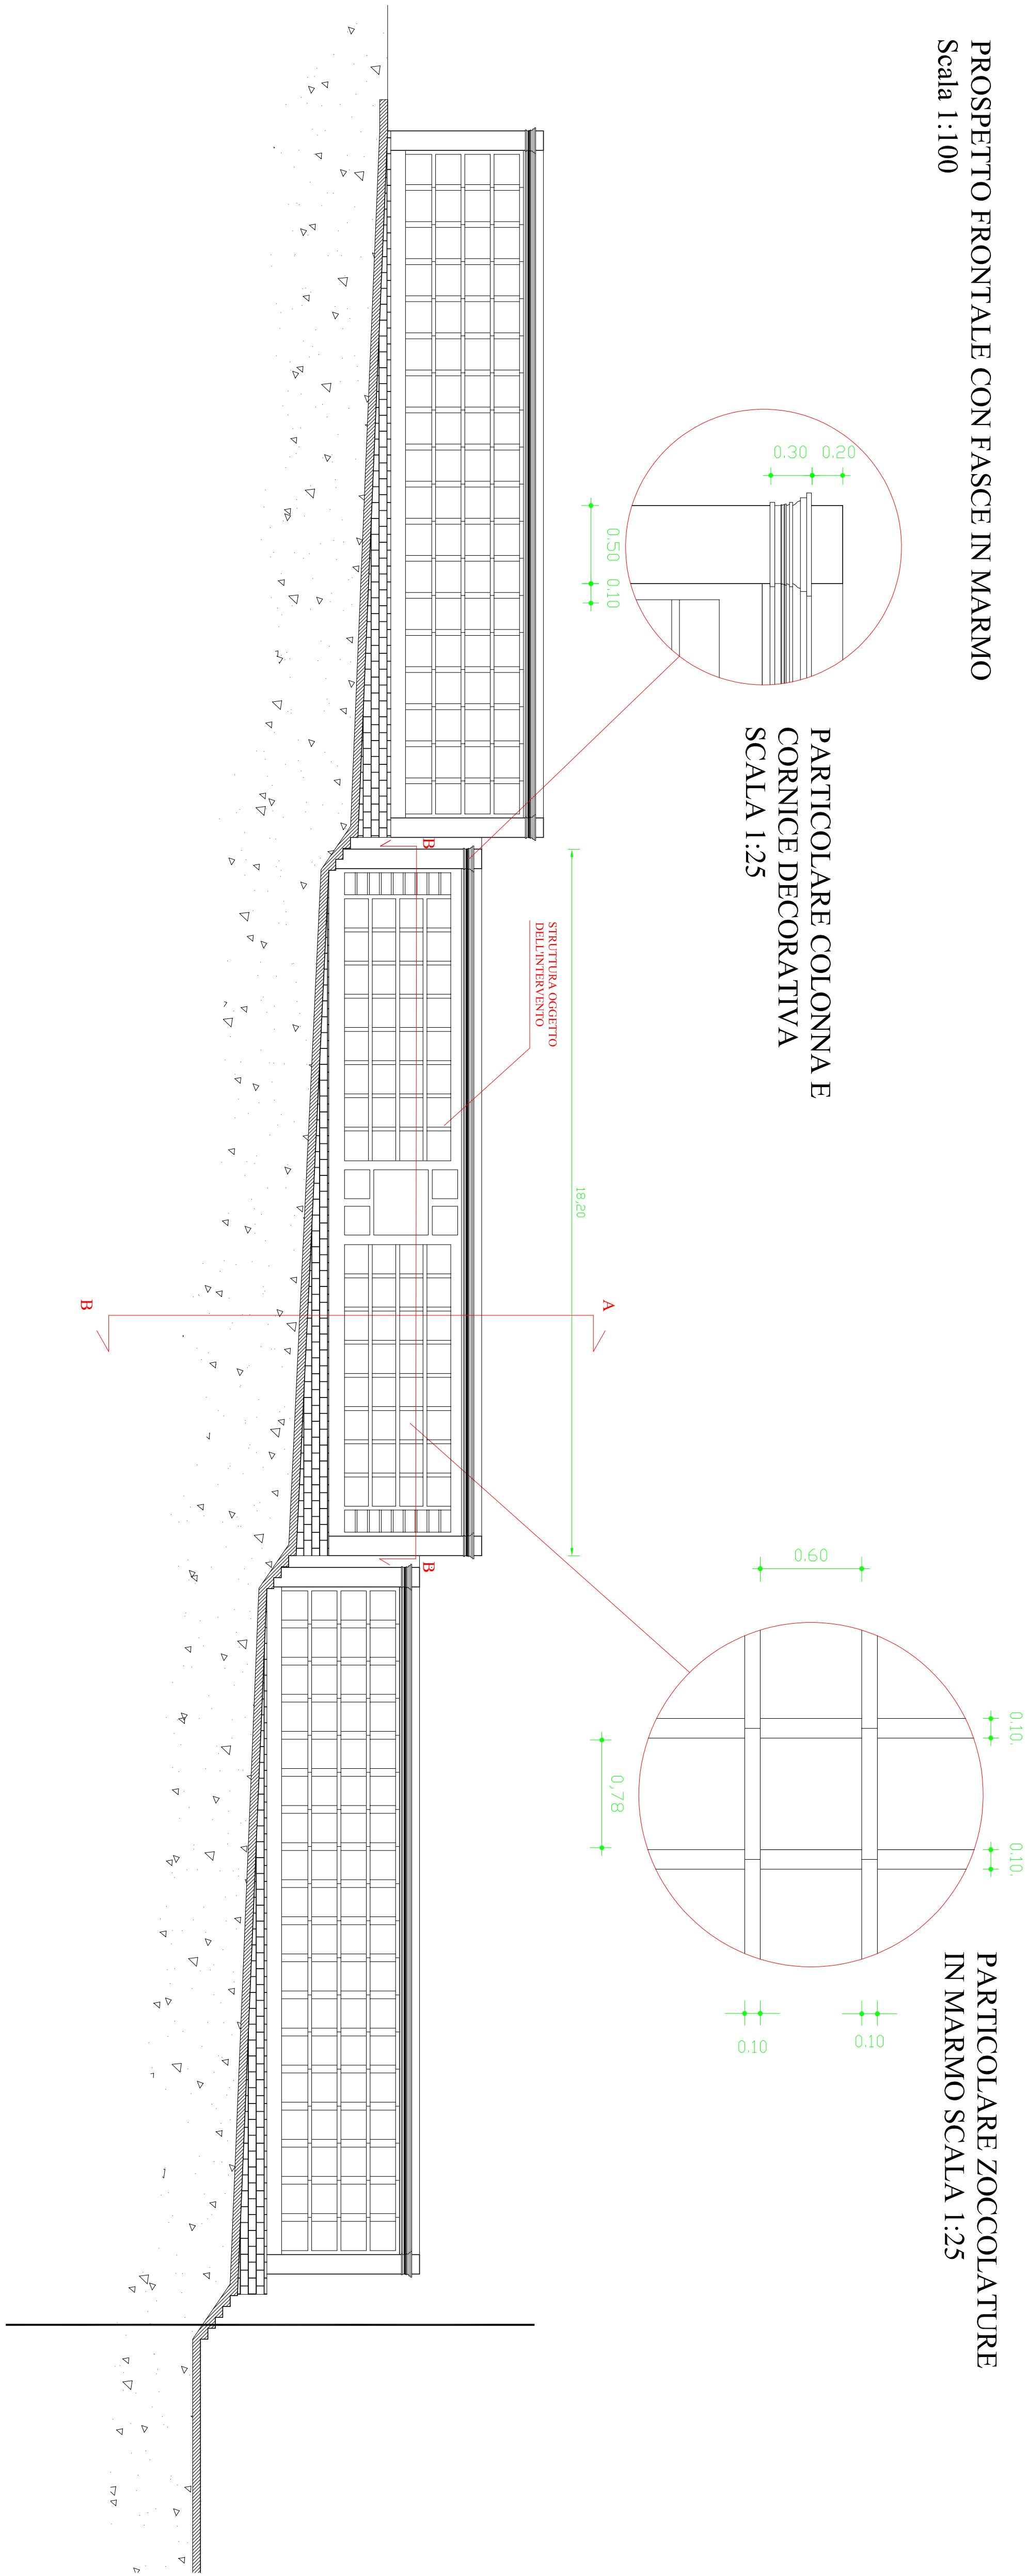 PROSPETTO FRONTALE CON FASCE IN MARMO
Scala 1:100
0.30
0.20
0.50
0.10
PARTICOLARE COLONNA E
CORNICE DECORATIVA
SCALA 1:25
0.60
0.10.
0.10.
0,78
0.10
0.10
PARTICOLARE ZOCCOLATURE
IN MARMO SCALA 1:25
STRUTTURA OGGETTO
DELL'INTERVENTO
18,20
B
B
A
B